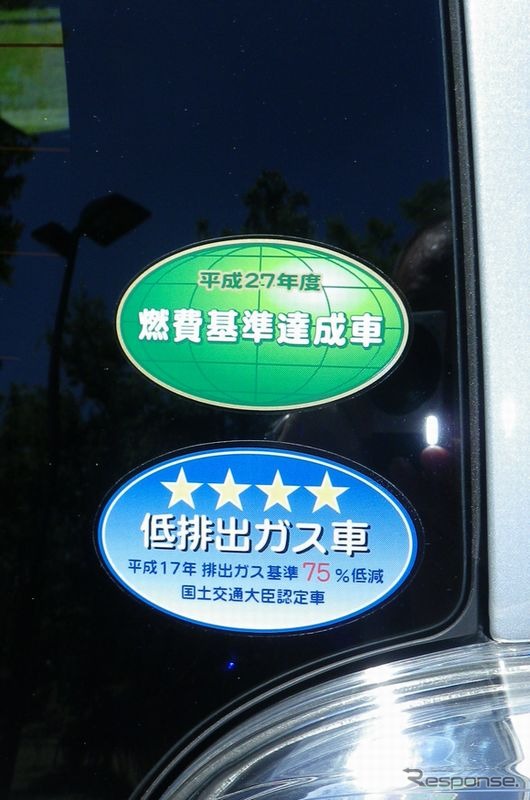 平成27年度
燃費基準達成車
★★★★
低排出ガス車
平成17年 排出ガス基準 75 %低減
国土交通大臣認定車
Response.